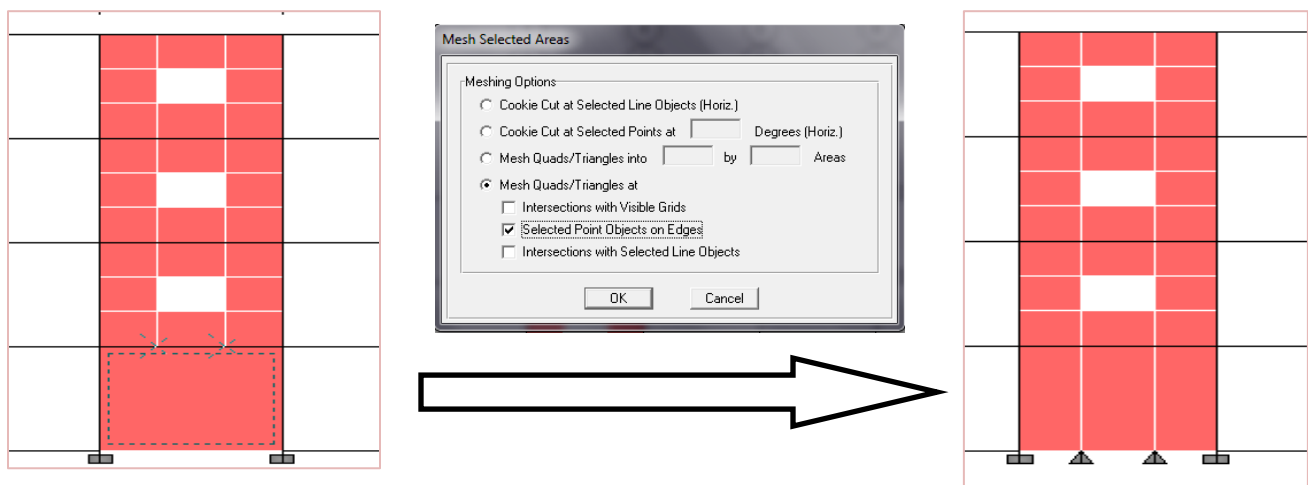 Mesh Selected Areas
Meshing Options
Cookie Cut at Selected Line Objects (Horiz.)
Cookie Cut at Selected Points at Degrees (Horiz.)
Mesh Quads/Triangles into by Areas
Mesh Quads/Triangles at
Intersections with Visible Grids
Selected Point Objects on Edges
Intersections with Selected Line Objects
OK Cancel